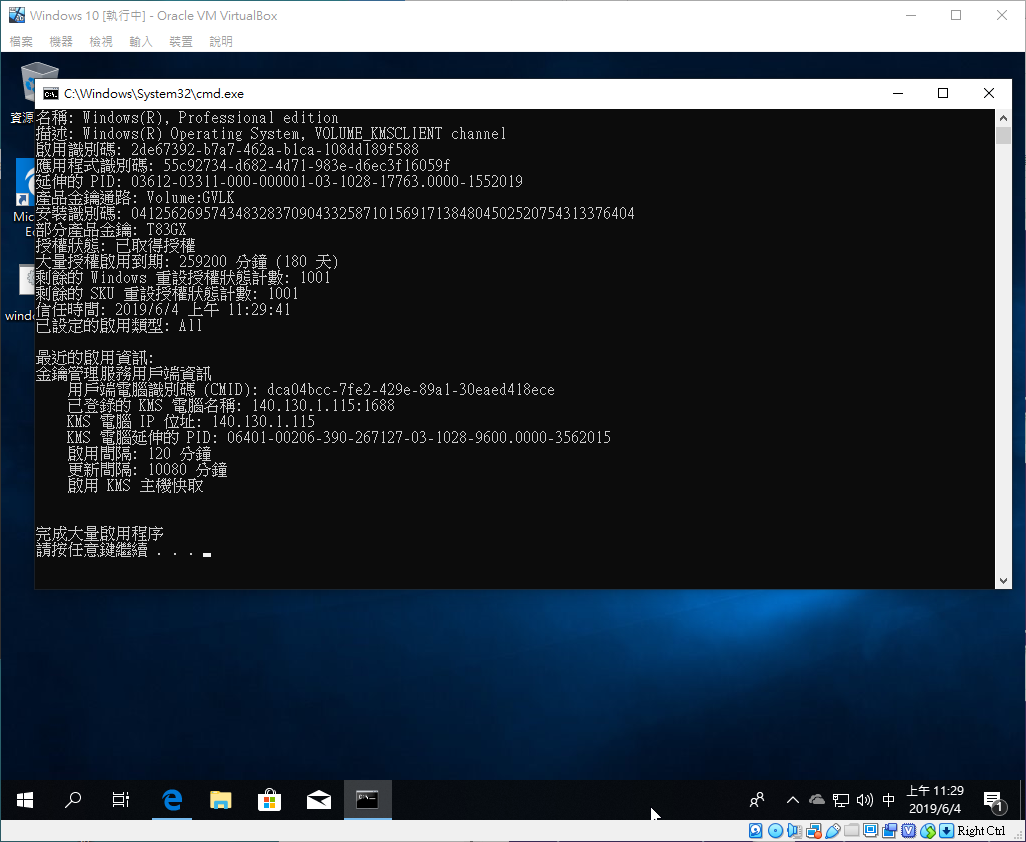 Windows 10 [執行中] - Oracle VM VirtualBox
檔案 機器 檢視 輸入 裝置 說明
C:\Windows\System32\cmd.exe
資源
Mic
E
wind
名稱: Windows(R), Professional edition
描述: Windows(R) Operating System, VOLUME_KMSCLIENT channel
啟用識別碼: 2de67392-b7a7-462a-b1ca-108dd189f588
應用程式識別碼: 55c92734-d682-4d71-983e-d6ec3f16059f
延伸的 PID: 03612-03311-000-000001-03-1028-17763.0000-1552019
產品金鑰通路: Volume:GVLK
安裝識別碼: 041256269574348328370904332587101569171384804502520754313376404
部分產品金鑰: T83GX
授權狀態: 已取得授權
大量授權啟用到期: 259200 分鐘 (180 天)
剩餘的 Windows 重設授權狀態計數: 1001
剩餘的 SKU 重設授權狀態計數: 1001
信任時間: 2019/6/4 上午 11:29:41
已設定的啟用類型: All
最近的啟用資訊:
金鑰管理服務用戶端資訊
用戶端電腦識別碼 (CMID): dca04bcc-7fe2-429e-89a1-30eaed418ece
已登錄的 KMS 電腦名稱: 140.130.1.115:1688
KMS 電腦 IP 位址: 140.130.1.115
KMS 電腦延伸的 PID: 06401-00206-390-267127-03-1028-9600.0000-3562015
啟用間隔: 120 分鐘
更新間隔: 10080 分鐘
啟用 KMS 主機快取
完成大量啟用程序
請按任意鍵繼續 . . .
中
上午 11:29
2019/6/4
1
Right Ctrl